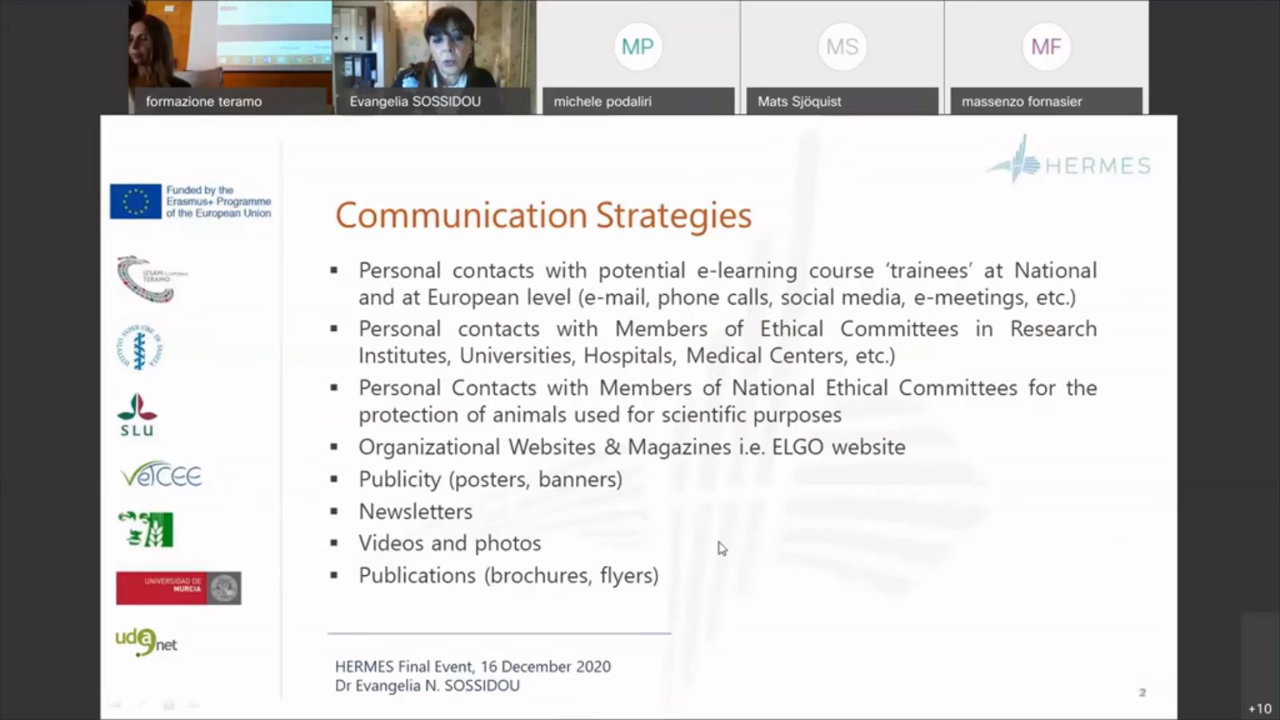 MP
MS
MF
formazione teramo
Evangelia SOSSIDOU
michele podaliri
Mats Sjöquist
massenzo fornasier
HERMES
Funded by the
Erasmus+ Programme
of the European Union
Communication Strategies
▪ Personal contacts with potential e-learning course ‘trainees’ at National
and at European level (e-mail, phone calls, social media, e-meetings, etc.)
▪ Personal contacts with Members of Ethical Committees in Research
Institutes, Universities, Hospitals, Medical Centers, etc.)
▪ Personal Contacts with Members of National Ethical Committees for the
protection of animals used for scientific purposes
▪ Organizational Websites & Magazines i.e. ELGO website
▪ Publicity (posters, banners)
▪ Newsletters
▪ Videos and photos
▪ Publications (brochures, flyers)
TERAMO
SLU
VETCEE
UNIVERSIDAD DE
MURCIA
udanet
HERMES Final Event, 16 December 2020
Dr Evangelia N. SOSSIDOU
2
+10